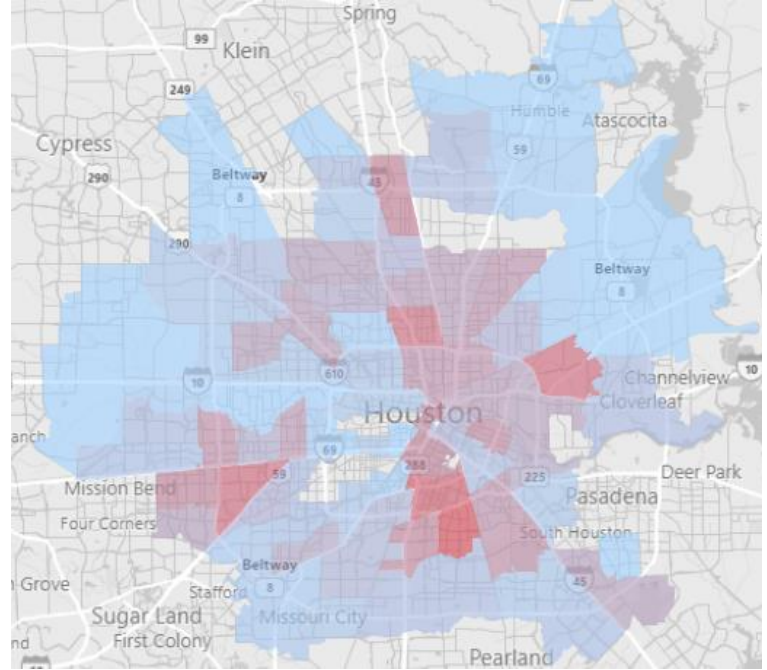 Spring
99
Klein
249
69
Humble
Atascocita
Cypress
59
290
Beltway
8
45
290
Beltway
8
610
10
10
Channelview
Cloverleaf
Houston
69
59
288
225
Deer Park
Mission Bend
Pasadena
Four Corners
South Houston
Beltway
8
Stafford
45
Sugar Land
Missouri City
First Colony
Pearland